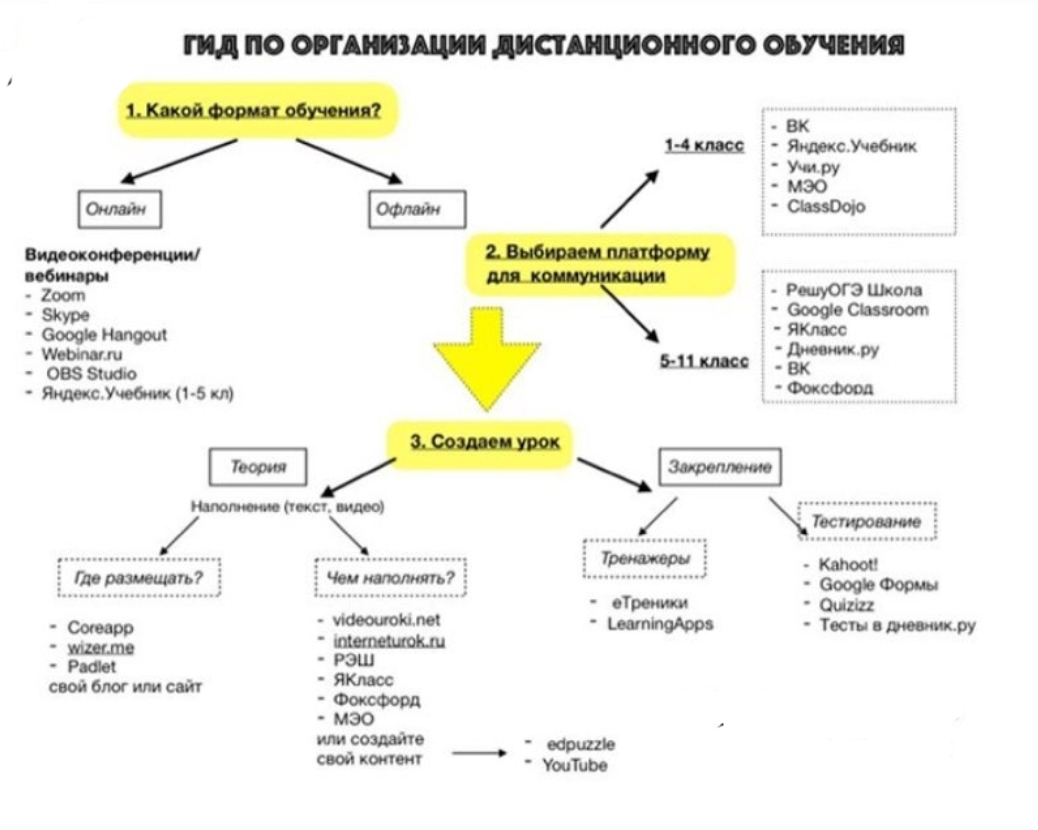 ГИД ПО ОРГАНИЗАЦИИ ДИСТАНЦИОННОГО ОБУЧЕНИЯ
1. Какой формат обучения?
Онлайн
Офлайн
Видеоконференции/
вебинары
- Zoom
- Skype
- Google Hangout
- Webinar.ru
- OBS Studio
- Яндекс.Учебник (1-5 кл)
2. Выбираем платформу
для коммуникации
1-4 класс
- ВК
- Яндекс.Учебник
- Учи.ру
- МЭО
- ClassDojo
5-11 класс
- РешуОГЭ Школа
- Google Classroom
- ЯКласс
- Дневник.ру
- ВК
- Фоксфорд
3. Создаем урок
Теория
Наполнение (текст, видео)
Где размещать?
- Coreapp
- wizer.me
- Padlet
свой блог или сайт
Чем наполнять?
- videouroki.net
- interneturok.ru
- РЭШ
- ЯКласс
- Фоксфорд
- МЭО
или создайте
свой контент
- edpuzzle
- YouTube
Закрепление
Тренажеры
- еТреники
- LearningApps
Тестирование
- Kahoot!
- Google Формы
- Quizizz
- Тесты в дневник.ру